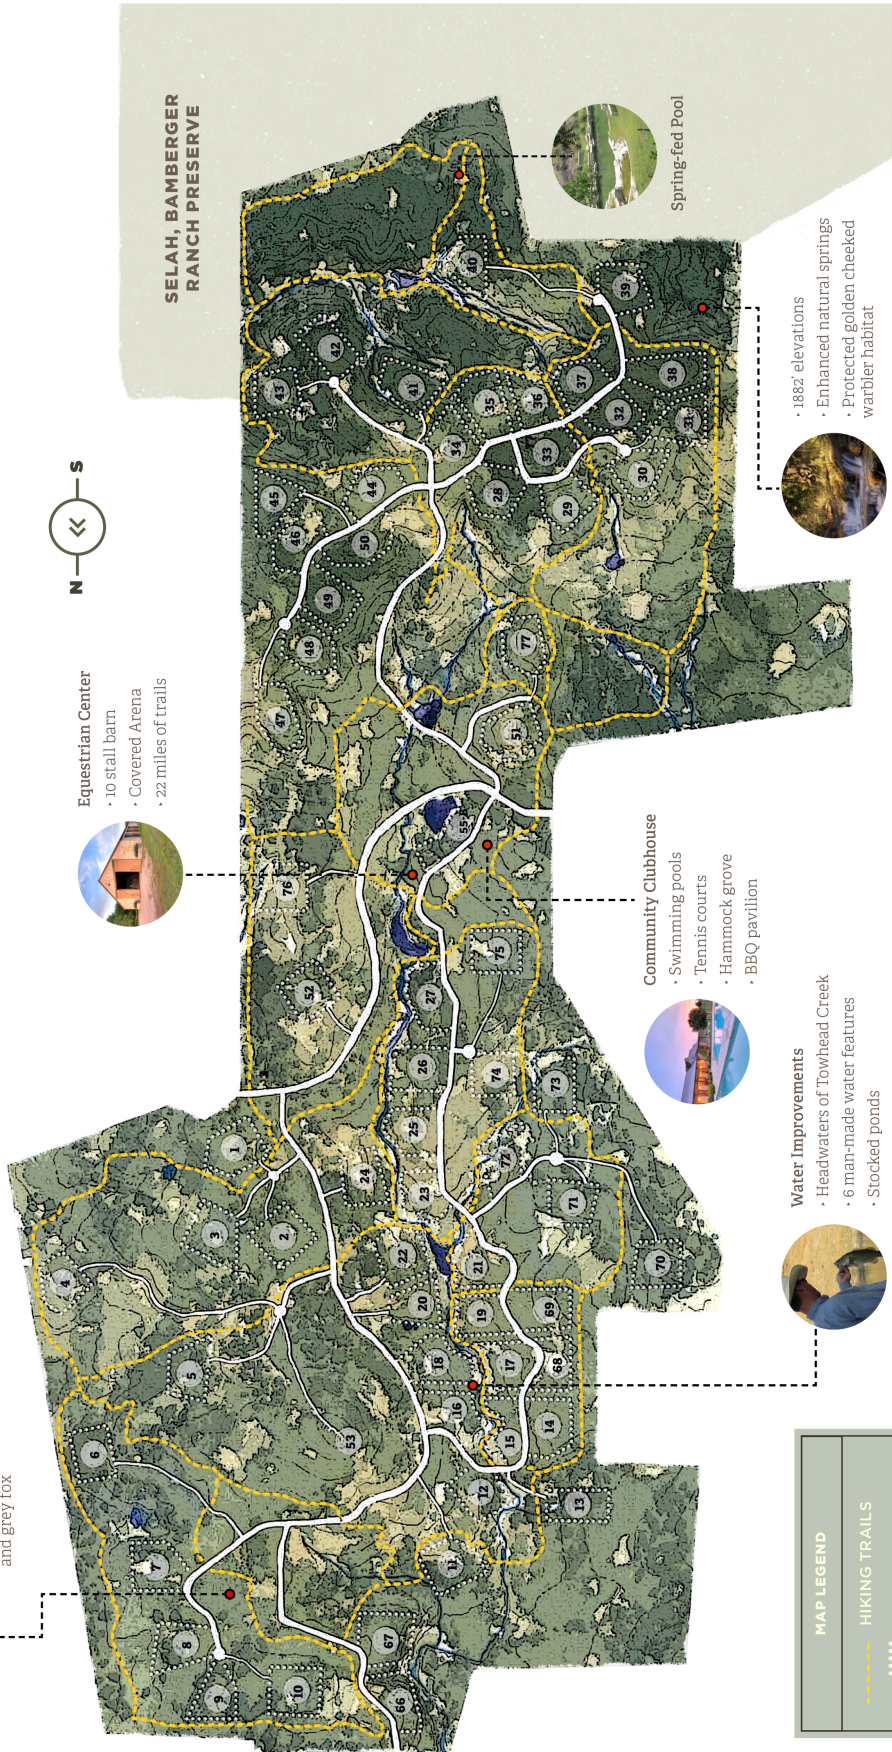 SELAH, BAMBERGER
RANCH PRESERVE
Spring-fed Pool
· 1882' elevations
· Enhanced natural springs
· Protected golden cheeked
warbler habitat
N
S
Equestrian Center
· 10 stall barn
· Covered Arena
· 22 miles of trails
Community Clubhouse
· Swimming pools
· Tennis courts
· Hammock grove
· BBQ pavilion
Water Improvements
· Headwaters of Towhead Creek
· 6 man-made water features
· Stocked ponds
and grey fox
MAP LEGEND
HIKING TRAILS
1
2
3
4
5
6
7
8
9
10
11
12
13
14
15
16
17
18
19
20
21
22
23
24
25
26
27
28
29
30
31
32
33
34
35
36
37
38
39
40
41
42
43
44
45
46
47
48
49
50
51
52
53
55
66
67
68
69
70
71
72
73
74
75
76
77